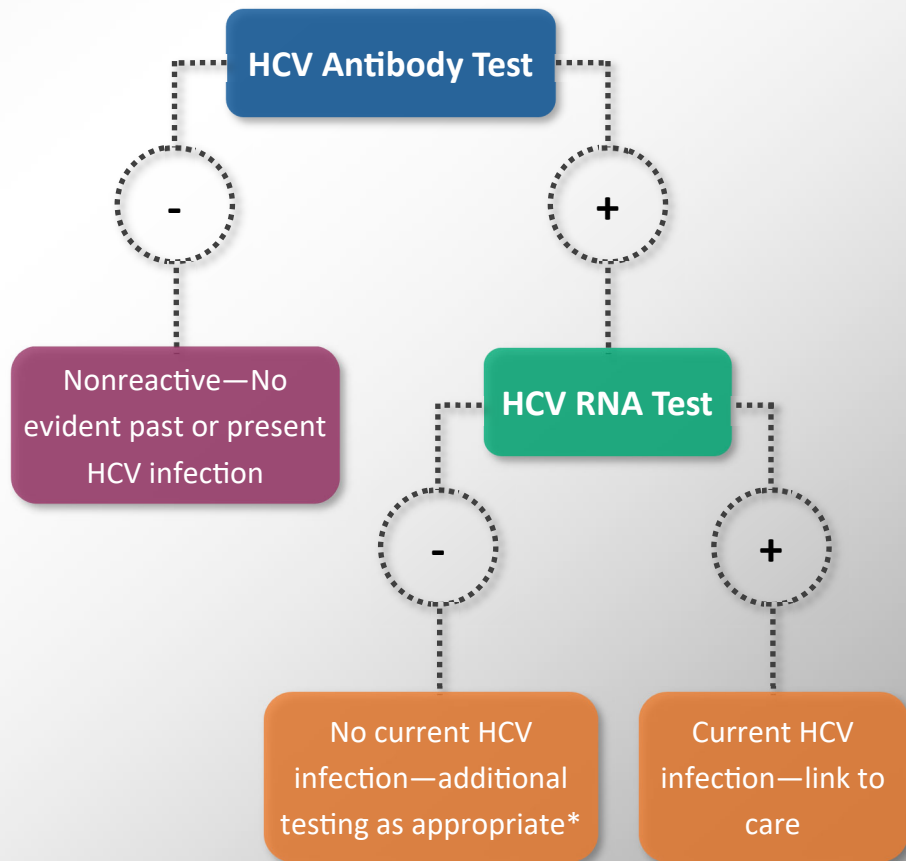 HCV Antibody Test
-
+
Nonreactive—No
evident past or present
HCV infection
HCV RNA Test
-
+
No current HCV
infection—additional
testing as appropriate*
Current HCV
infection—link to
care